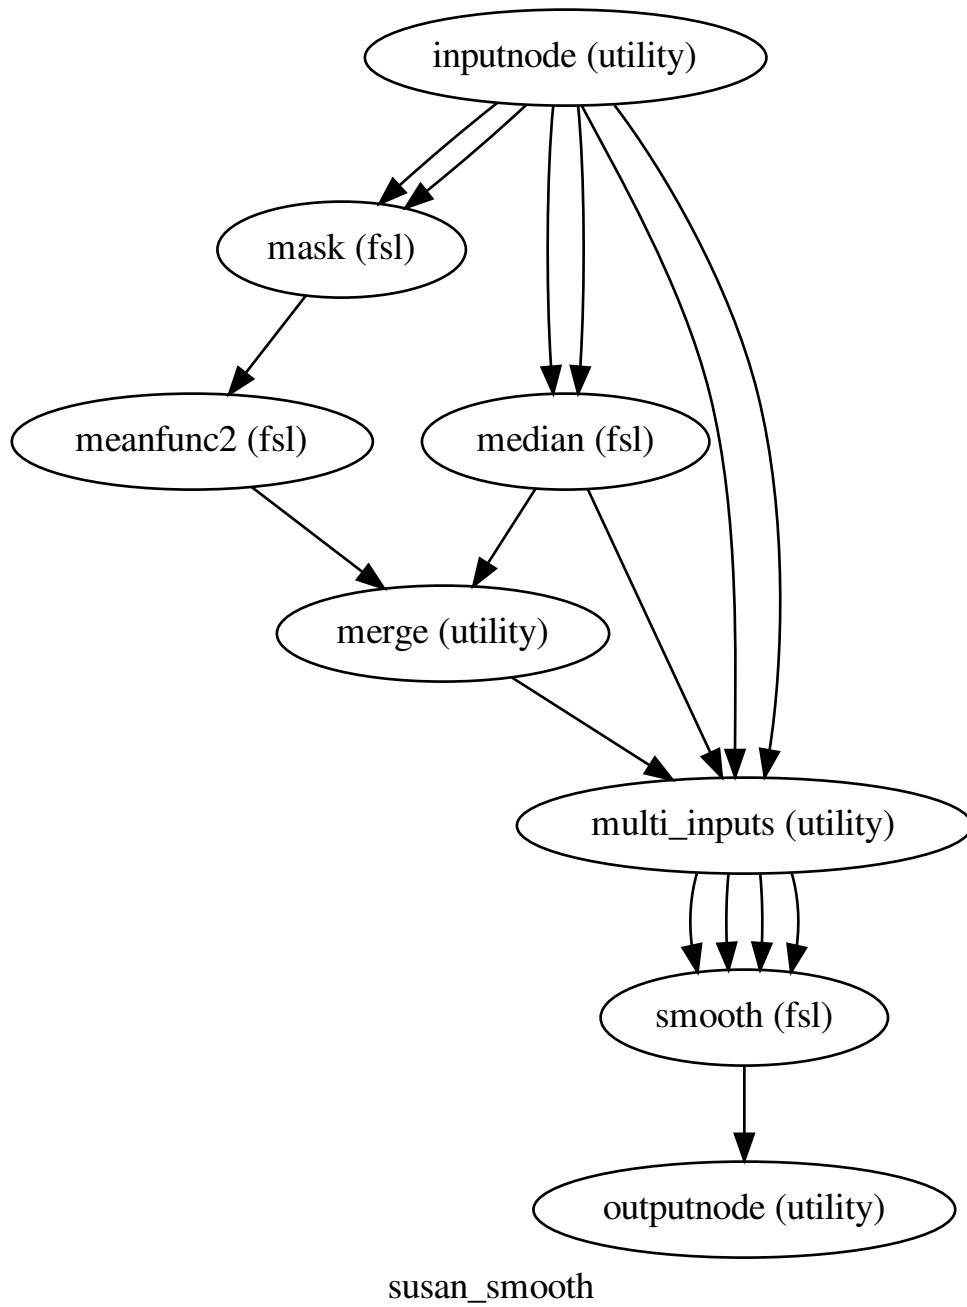 inputnode (utility)
mask (fsl)
meanfunc2 (fsl)
median (fsl)
merge (utility)
multi_inputs (utility)
smooth (fsl)
outputnode (utility)
susan_smooth